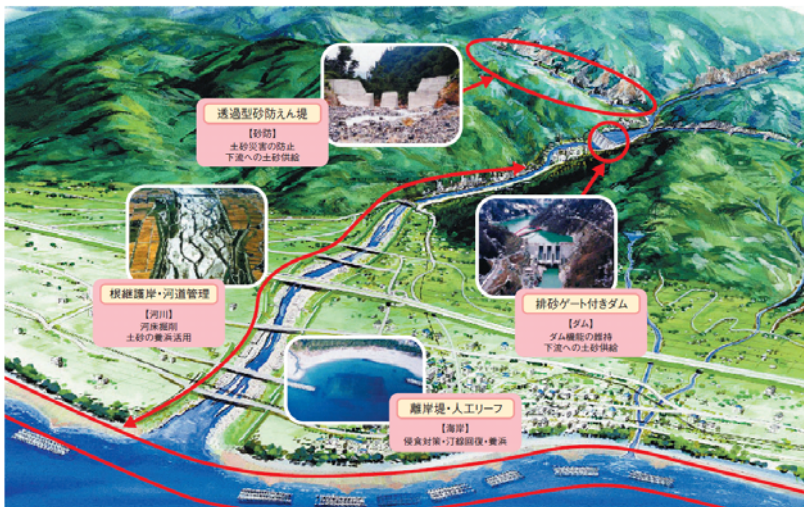 透過型砂防えん堤
【砂防】
土砂災害の防止
下流への土砂供給
根継護岸・河道管理
【河川】
河床掘削
土砂の養浜活用
排砂ゲート付きダム
【ダム】
ダム機能の維持
下流への土砂供給
離岸堤・人工リーフ
【海岸】
侵食対策・汀線回復・養浜